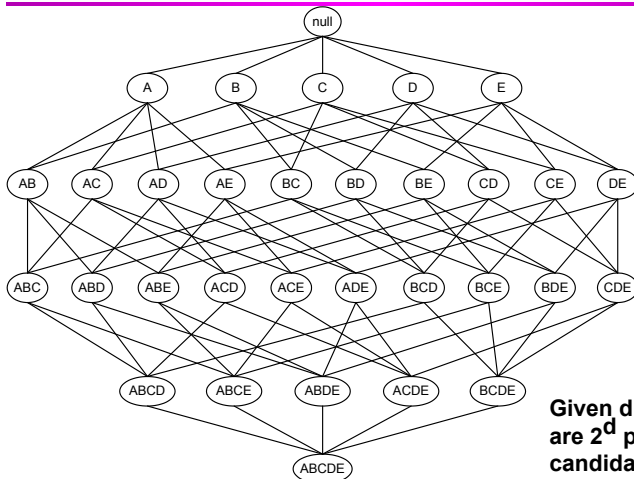 null
A B C D E
AB AC AD AE BC BD BE CD CE DE
ABC ABD ABE ACD ACE ADE BCD BCE BDE CDE
ABCD ABCE ABDE ACDE BCDE
Given d
are 2^d p
candida
ABCDE